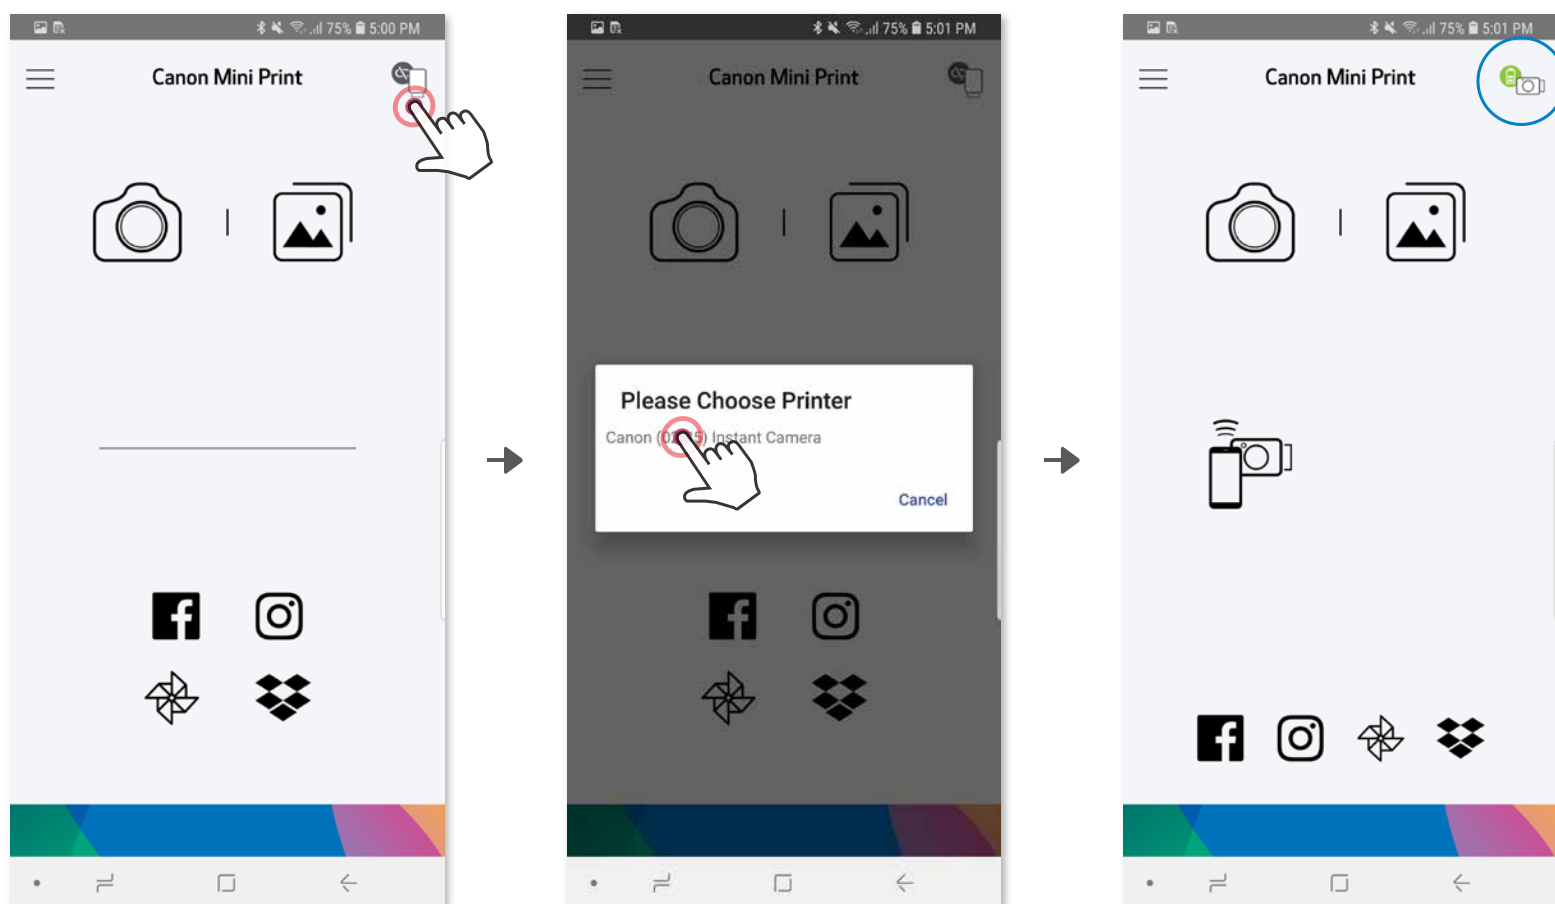 75% 5:00 PM
Canon Mini Print
75% 5:01 PM
Canon Mini Print
Please Choose Printer
Canon Instant Camera
Cancel
75% 5:01 PM
Canon Mini Print